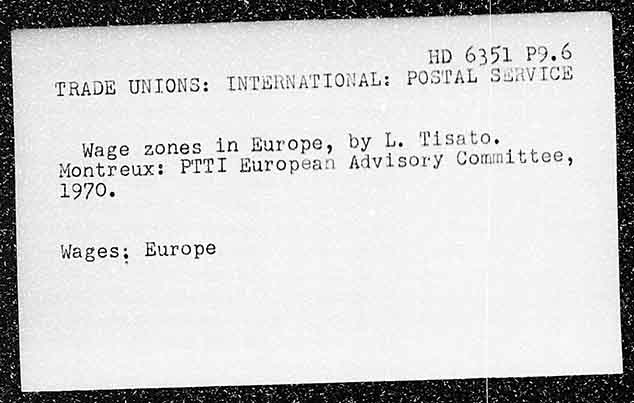 HD 6351 P9.6
TRADE UNIONS: INTERNATIONAL: POSTAL SERVICE
Wage zones in Europe, by L. Tisato.
Montreux: PTTI European Advisory Committee,
1970.
Wages; Europe